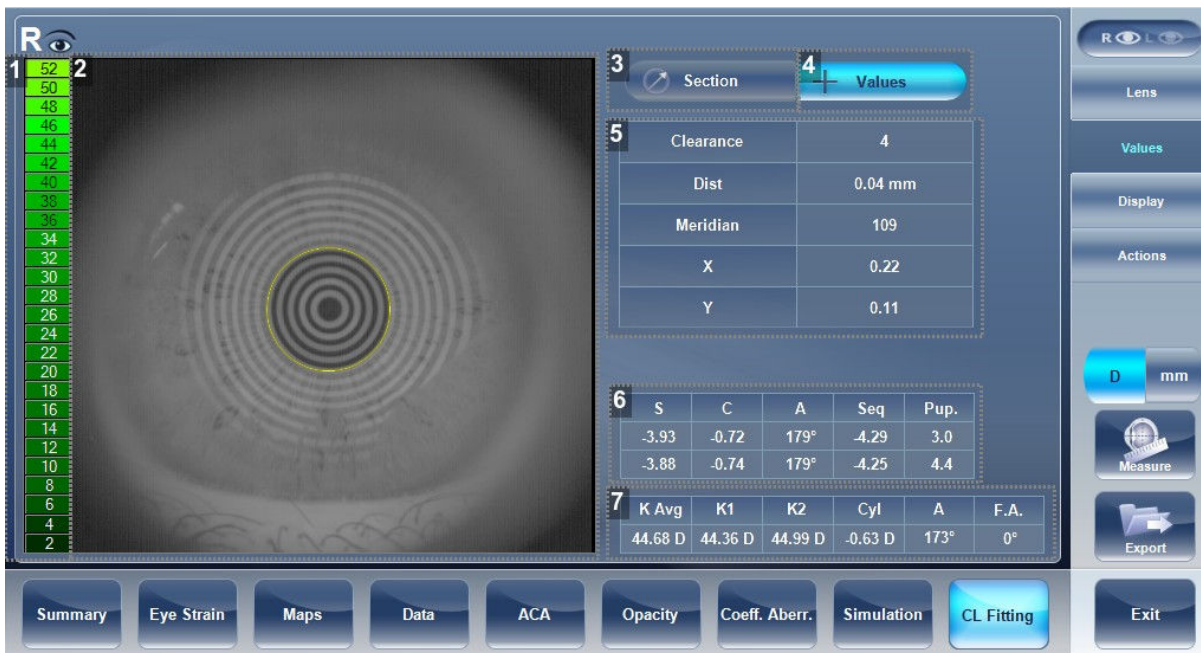 R
R L
1
2
52
50
48
46
44
42
40
38
36
34
32
30
28
26
24
22
20
18
16
14
12
10
8
6
4
2
3 Section
4 Values
5
Clearance 4
Dist 0.04 mm
Meridian 109
X 0.22
Y 0.11
6
S C A Seq Pup.
-3.93 -0.72 179° -4.29 3.0
-3.88 -0.74 179° -4.25 4.4
7
K Avg K1 K2 Cyl A F.A.
44.68 D 44.36 D 44.99 D -0.63 D 173° 0°
Lens
Values
Display
Actions
D mm
Measure
Export
Summary Eye Strain Maps Data ACA Opacity Coeff. Aberr. Simulation CL Fitting Exit